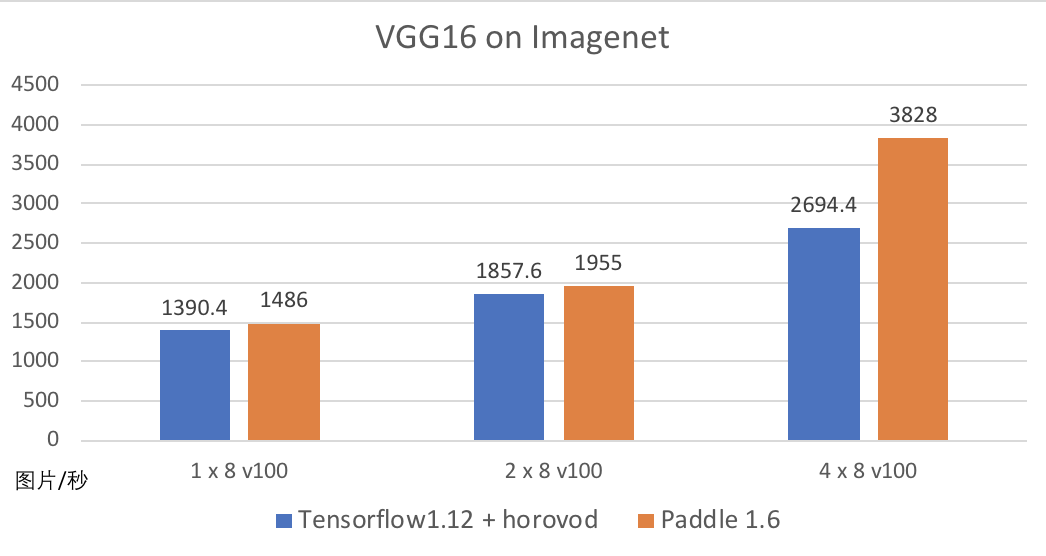 VGG16 on Imagenet
4500
4000
3500
3000
2500
2000
1500
1000
500
0
1390.4
1486
1857.6
1955
2694.4
3828
图片/秒
1 x 8 v100
2 x 8 v100
4 x 8 v100
Tensorflow1.12 + horovod
Paddle 1.6